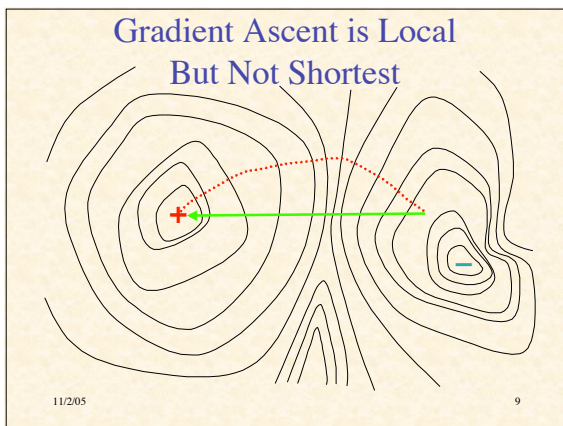 Gradient Ascent is Local
But Not Shortest
+
−
11/2/05
9